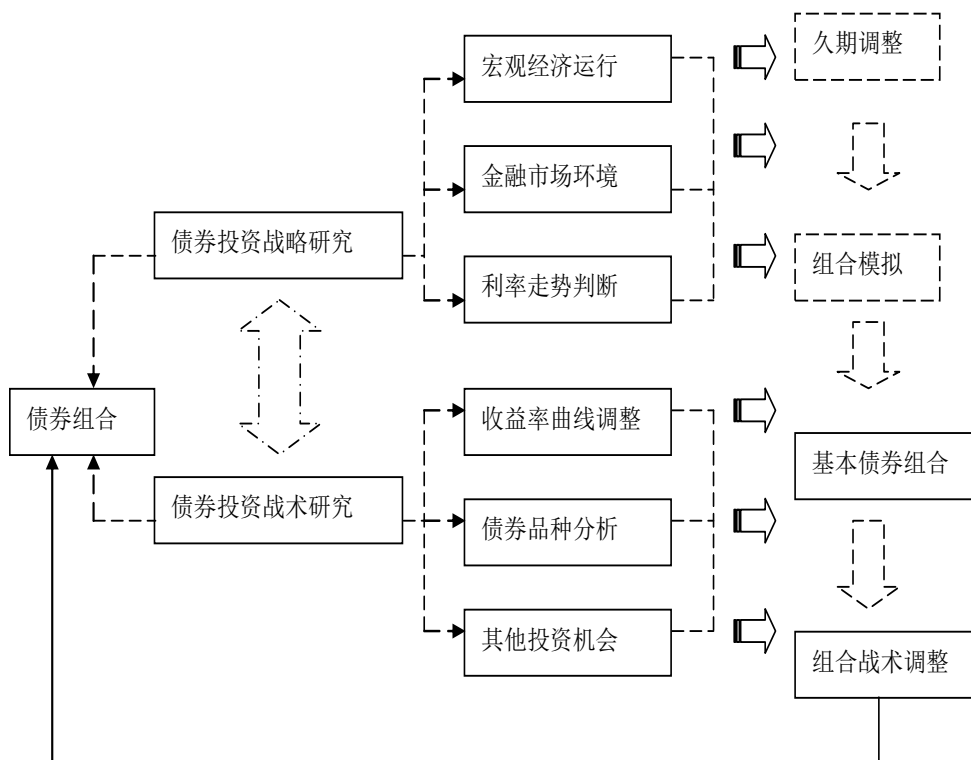 宏观经济运行
久期调整
金融市场环境
债券投资战略研究
利率走势判断
组合模拟
债券组合
收益率曲线调整
基本债券组合
债券投资战术研究
债券品种分析
其他投资机会
组合战术调整